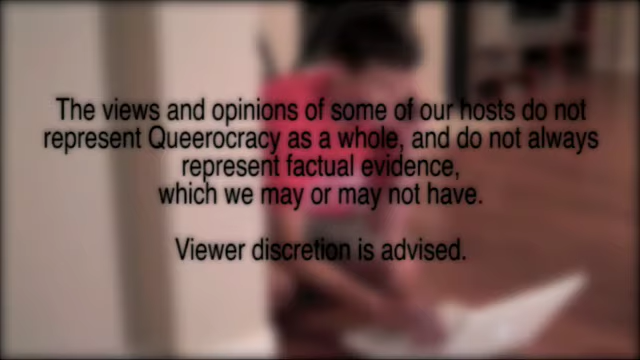 The views and opinions of some of our hosts do not
represent Queerocracy as a whole, and do not always
represent factual evidence,
which we may or may not have.
Viewer discretion is advised.